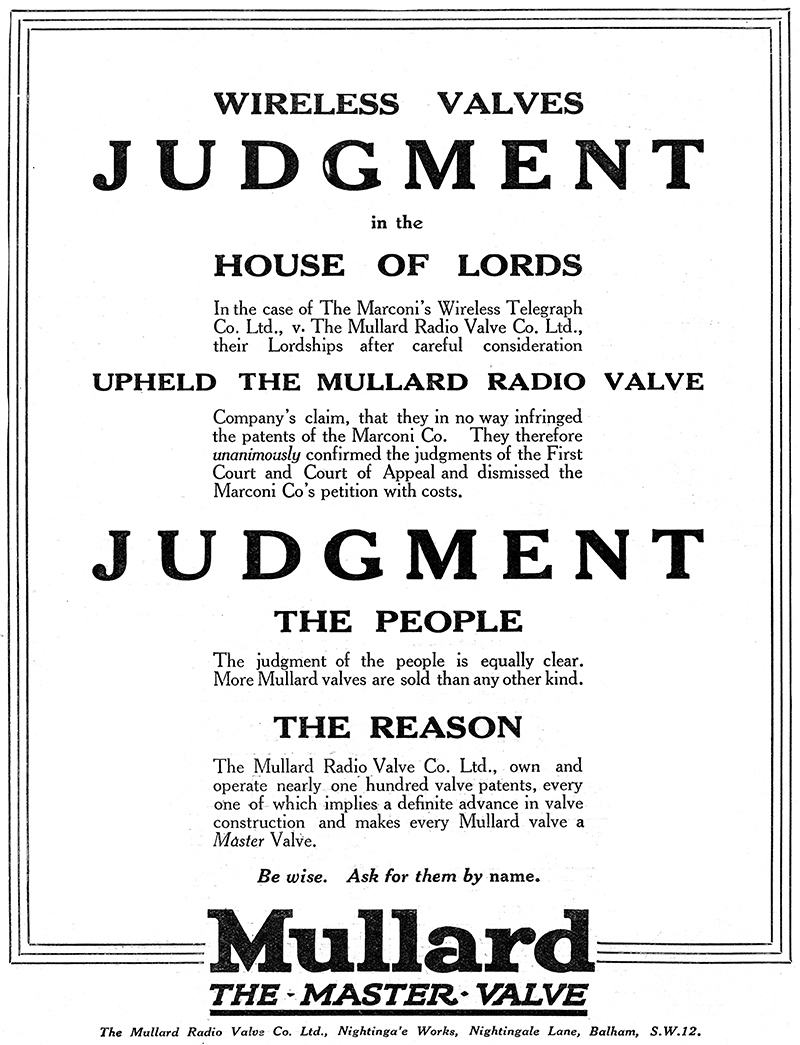 WIRELESS VALVES
JUDGMENT
in the
HOUSE OF LORDS
In the case of The Marconi's Wireless Telegraph
Co. Ltd., v. The Mullard Radio Valve Co. Ltd.,
their Lordships after careful consideration
UPHELD THE MULLARD RADIO VALVE
Company's claim, that they in no way infringed
the patents of the Marconi Co. They therefore
unanimously confirmed the judgments of the First
Court and Court of Appeal and dismissed the
Marconi Co's petition with costs.
JUDGMENT
THE PEOPLE
The judgment of the people is equally clear.
More Mullard valves are sold than any other kind.
THE REASON
The Mullard Radio Valve Co. Ltd., own and
operate nearly one hundred valve patents, every
one of which implies a definite advance in valve
construction and makes every Mullard valve a
Master Valve.
Be wise. Ask for them by name.
Mullard
THE · MASTER · VALVE
The Mullard Radio Valve Co. Ltd., Nightinga'e Works, Nightingale Lane, Balham, S.W.12.